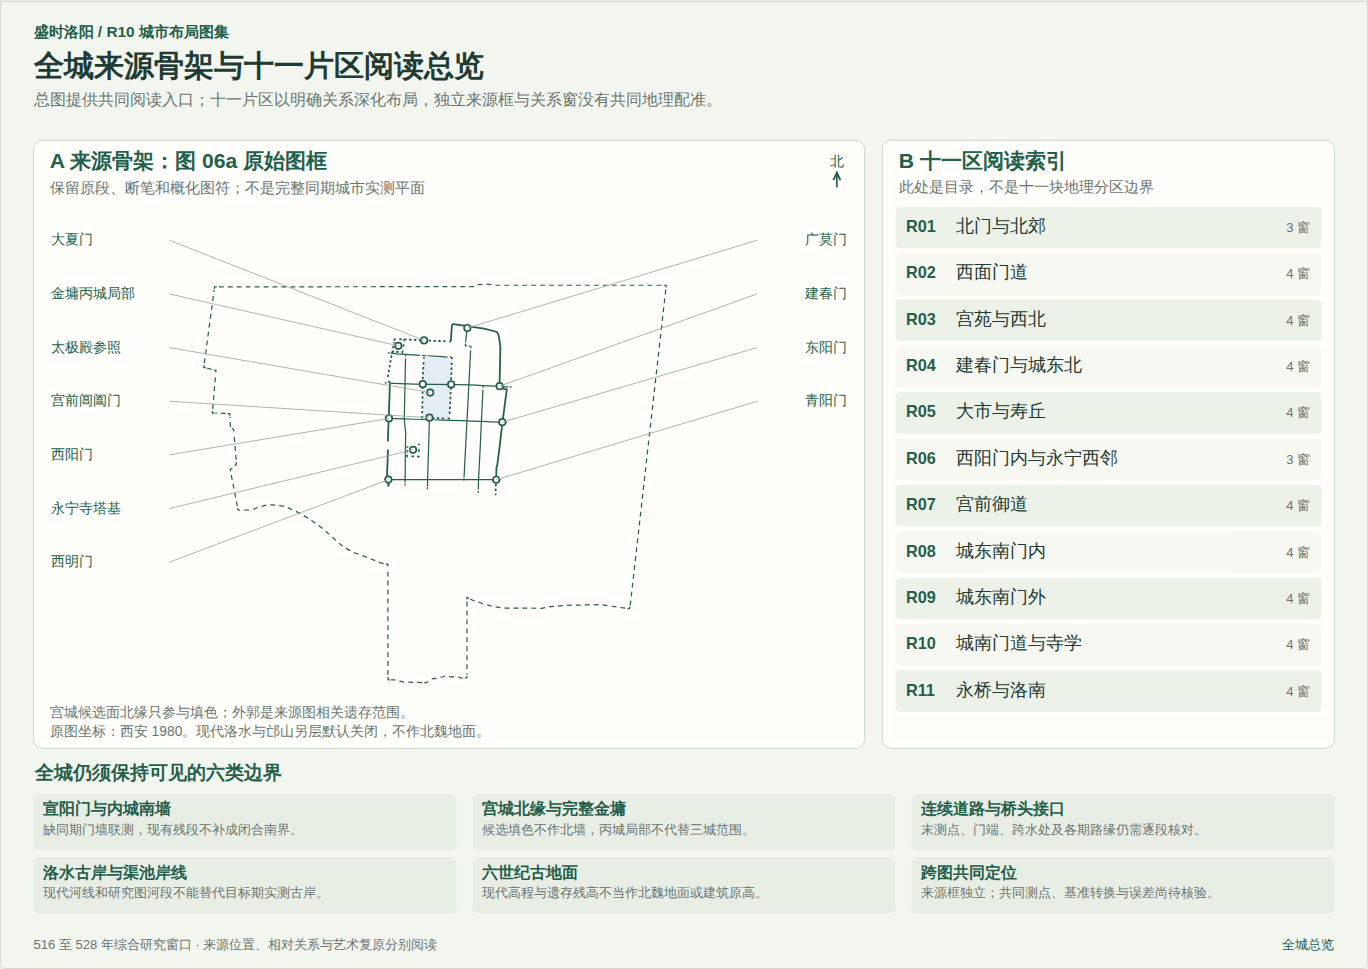 盛时洛阳 / R10 城市布局图集
全城来源骨架与十一片区阅读总览
总图提供共同阅读入口；十一片区以明确关系深化布局，独立来源框与关系窗没有共同地理配准。
A 来源骨架：图 06a 原始图框
保留原段、断笔和概化图符；不是完整同期城市实测平面
北
大夏门
金墉丙城局部
太极殿参照
宫前阊阖门
西阳门
永宁寺塔基
西明门
广莫门
建春门
东阳门
青阳门
宫城候选面北缘只参与填色；外郭是来源图相关遗存范围。
原图坐标：西安 1980。现代洛水与邙山另层默认关闭，不作北魏地面。
B 十一区阅读索引
此处是目录，不是十一块地理分区边界
R01 北门与北郊 3 窗
R02 西面门道 4 窗
R03 宫苑与西北 4 窗
R04 建春门与城东北 4 窗
R05 大市与寿丘 4 窗
R06 西阳门内与永宁西邻 3 窗
R07 宫前御道 4 窗
R08 城东南门内 4 窗
R09 城东南门外 4 窗
R10 城南门道与寺学 4 窗
R11 永桥与洛南 4 窗
全城仍须保持可见的六类边界
宣阳门与内城南墙
缺同期门墙联测，现有残段不补成闭合南界。
宫城北缘与完整金墉
候选填色不作北墙，丙城局部不代替三城范围。
连续道路与桥头接口
末测点、门端、跨水处及各期路缘仍需逐段核对。
洛水古岸与渠池岸线
现代河线和研究图河段不能替代目标期实测古岸。
六世纪古地面
现代高程与遗存残高不当作北魏地面或建筑原高。
跨图共同定位
来源框独立；共同测点、基准转换与误差尚待核验。
516 至 528 年综合研究窗口 · 来源位置、相对关系与艺术复原分别阅读
全城总览